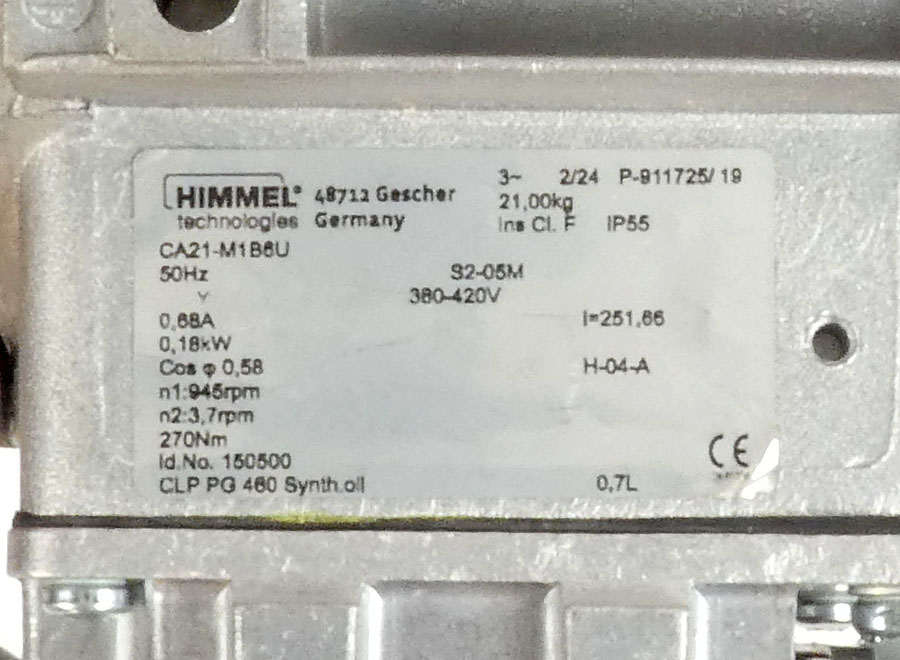 HIMMEL® 48712 Gescher
technologies Germany
3~ 2/24 P-911725/ 19
21,00kg
Ins Cl. F IP55
CA21-M1B6U
50Hz S2-05M
Y 380-420V
0,68A i=251,66
0,18kW
Cos φ 0,58 H-04-A
n1:945rpm
n2:3,7rpm
270Nm
Id.No. 150500
CLP PG 460 Synth.oil 0,7L
CE